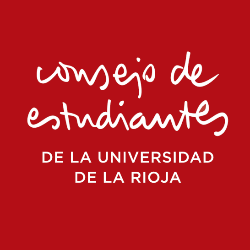 consejo de
estudiantes
DE LA UNIVERSIDAD
DE LA RIOJA